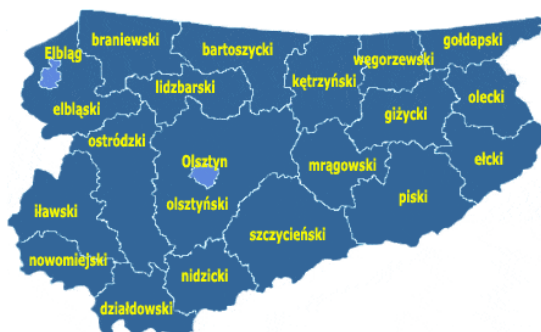 gołdapski
braniewski
bartoszycki
Elbląg
kętrzyński
węgorzewski
lidzbarski
olecki
elbląski
giżycki
ostródzki
Olsztyn
mrągowski
ełcki
olsztyński
piski
iławski
szczycieński
nowomiejski
nidzicki
działdowski